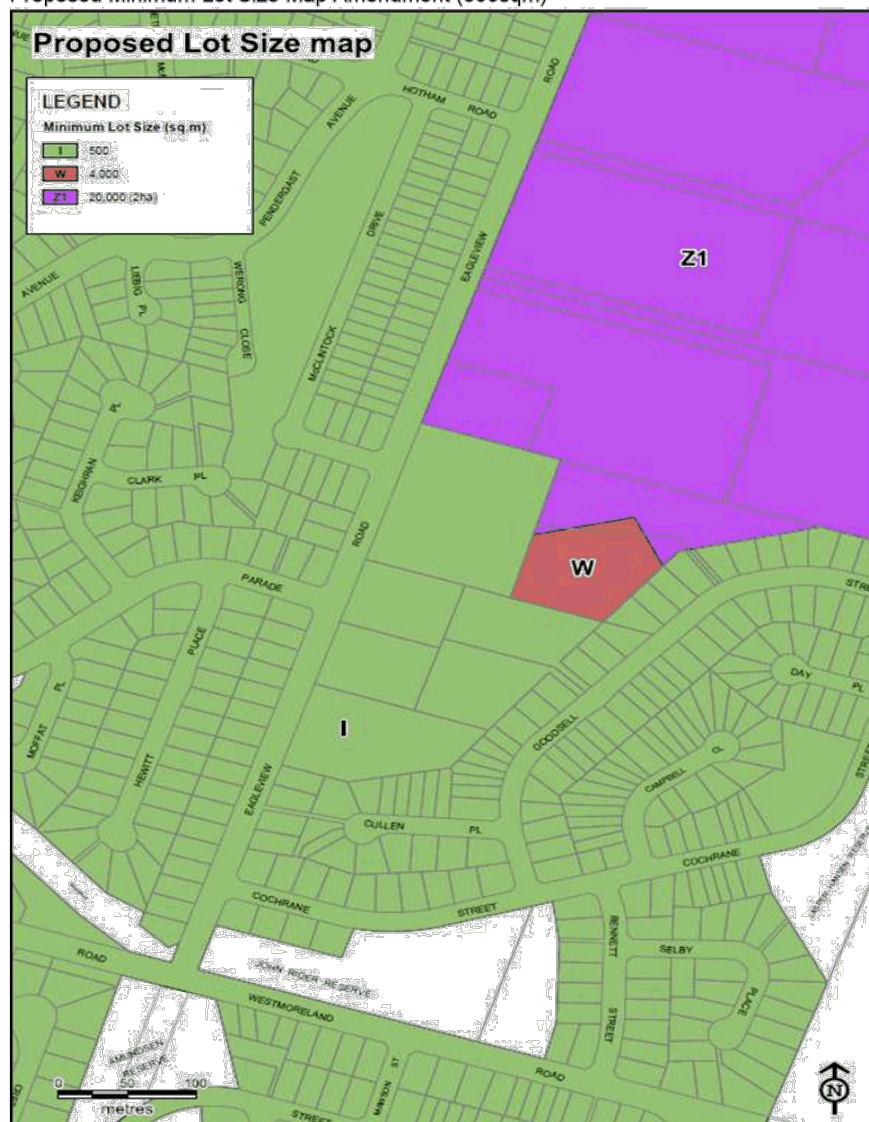 Proposed Lot Size map
LEGEND
Minimum Lot Size (sq.m)
I 500
W 4,000
Z1 20,000 (2ha)
HOTHAM ROAD
ROAD
AVENUE
PENDERGAST
DRIVE
EAGLEVIEW
Z1
AVENUE
LIEBIG PL
WERONG CLOSE
McCLINTOCK
PL
KEIGHRAN
CLARK PL
ROAD
W
PARADE
PLACE
DAY PL
PL
MOFFAT
HEWITT
I
GOODSELL
CAMPBELL CL
EAGLEVIEW
CULLEN PL
COCHRANE
COCHRANE STREET
BENNETT STREET
SELBY PLACE
ROAD
JOHN RIDER RESERVE
WESTMORELAND
ROAD
AMUNDSEN RESERVE
MAWSON ST
STREET
0 50 100
metres
N